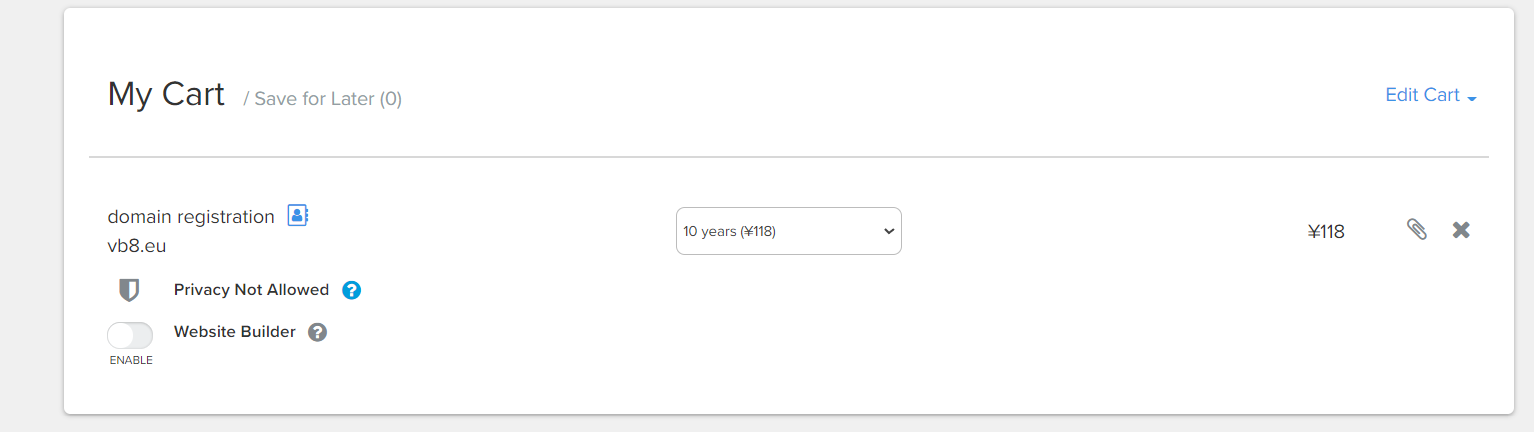 My Cart / Save for Later (0)
Edit Cart
domain registration
vb8.eu
10 years (¥118)
¥118
Privacy Not Allowed ?
Website Builder ?
ENABLE